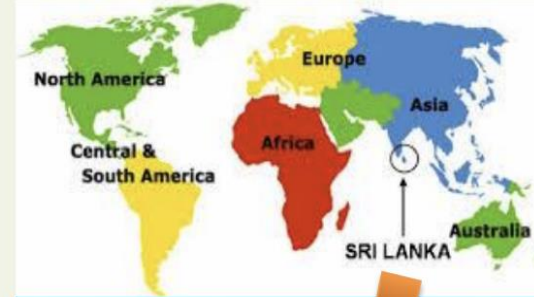 North America
Europe
Asia
Africa
Central &
South America
Australia
SRI LANKA